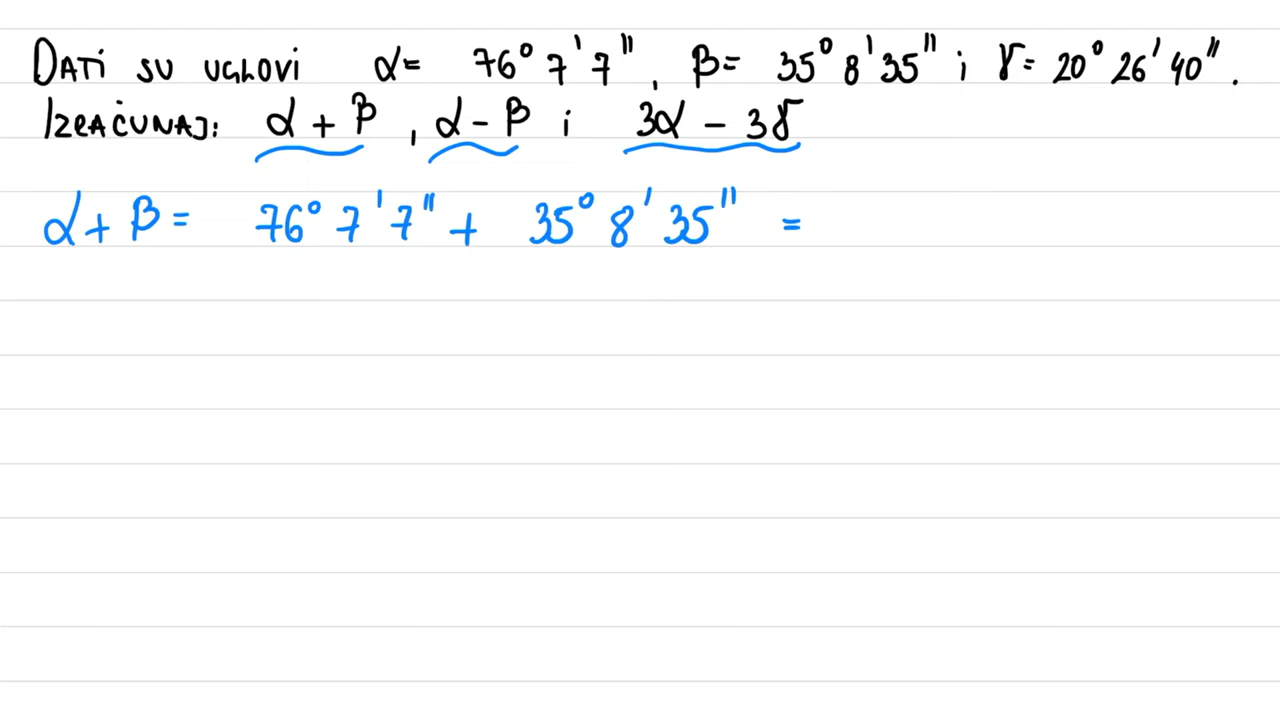 DATI SU UGLOVI α= 76° 7' 7", β= 35° 8' 35" i γ= 20° 26' 40".
IZRAČUNAJ: α + β, α - β i 3α - 3γ
α + β = 76° 7' 7" + 35° 8' 35" =